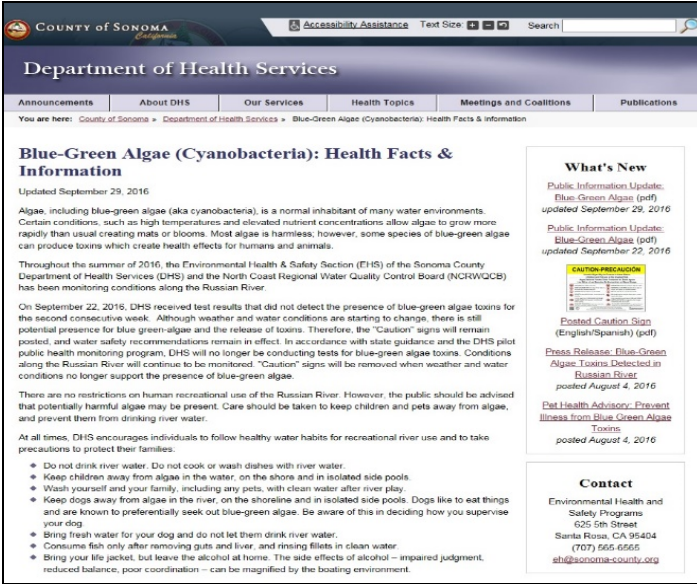 COUNTY OF SONOMA
California
Accessibility Assistance Text Size: Search
Department of Health Services
Announcements About DHS Our Services Health Topics Meetings and Coalitions Publications
You are here: County of Sonoma » Department of Health Services » Blue-Green Algae (Cyanobacteria): Health Facts & Information
Blue-Green Algae (Cyanobacteria): Health Facts &
Information
Updated September 29, 2016
Algae, including blue-green algae (aka cyanobacteria), is a normal inhabitant of many water environments.
Certain conditions, such as high temperatures and elevated nutrient concentrations allow algae to grow more
rapidly than usual creating mats or blooms. Most algae is harmless; however, some species of blue-green algae
can produce toxins which create health effects for humans and animals.
Throughout the summer of 2016, the Environmental Health & Safety Section (EHS) of the Sonoma County
Department of Health Services (DHS) and the North Coast Regional Water Quality Control Board (NCRWQCB)
has been monitoring conditions along the Russian River.
On September 22, 2016, DHS received test results that did not detect the presence of blue-green algae toxins for
the second consecutive week. Although weather and water conditions are starting to change, there is still
potential presence for blue green-algae and the release of toxins. Therefore, the "Caution" signs will remain
posted, and water safety recommendations remain in effect. In accordance with state guidance and the DHS pilot
public health monitoring program, DHS will no longer be conducting tests for blue-green algae toxins. Conditions
along the Russian River will continue to be monitored. "Caution" signs will be removed when weather and water
conditions no longer support the presence of blue-green algae.
There are no restrictions on human recreational use of the Russian River. However, the public should be advised
that potentially harmful algae may be present. Care should be taken to keep children and pets away from algae,
and prevent them from drinking river water.
At all times, DHS encourages individuals to follow healthy water habits for recreational river use and to take
precautions to protect their families:
Do not drink river water. Do not cook or wash dishes with river water.
Keep children away from algae in the water, on the shore and in isolated side pools.
Wash yourself and your family, including any pets, with clean water after river play.
Keep dogs away from algae in the river, on the shoreline and in isolated side pools. Dogs like to eat things
and are known to preferentially seek out blue-green algae. Be aware of this in deciding how you supervise
your dog.
Bring fresh water for your dog and do not let them drink river water.
Consume fish only after removing guts and liver, and rinsing fillets in clean water.
Bring your life jacket, but leave the alcohol at home. The side effects of alcohol – impaired judgment,
reduced balance, poor coordination – can be magnified by the boating environment.
What's New
Public Information Update:
Blue-Green Algae (pdf)
updated September 29, 2016
Public Information Update:
Blue-Green Algae (pdf)
updated September 22, 2016
CAUTION-PRECAUCIÓN
Posted Caution Sign
(English/Spanish) (pdf)
Press Release: Blue-Green
Algae Toxins Detected in
Russian River
posted August 4, 2016
Pet Health Advisory: Prevent
Illness from Blue Green Algae
Toxins
posted August 4, 2016
Contact
Environmental Health and
Safety Programs
625 5th Street
Santa Rosa, CA 95404
(707) 565-6565
eh@sonoma-county.org